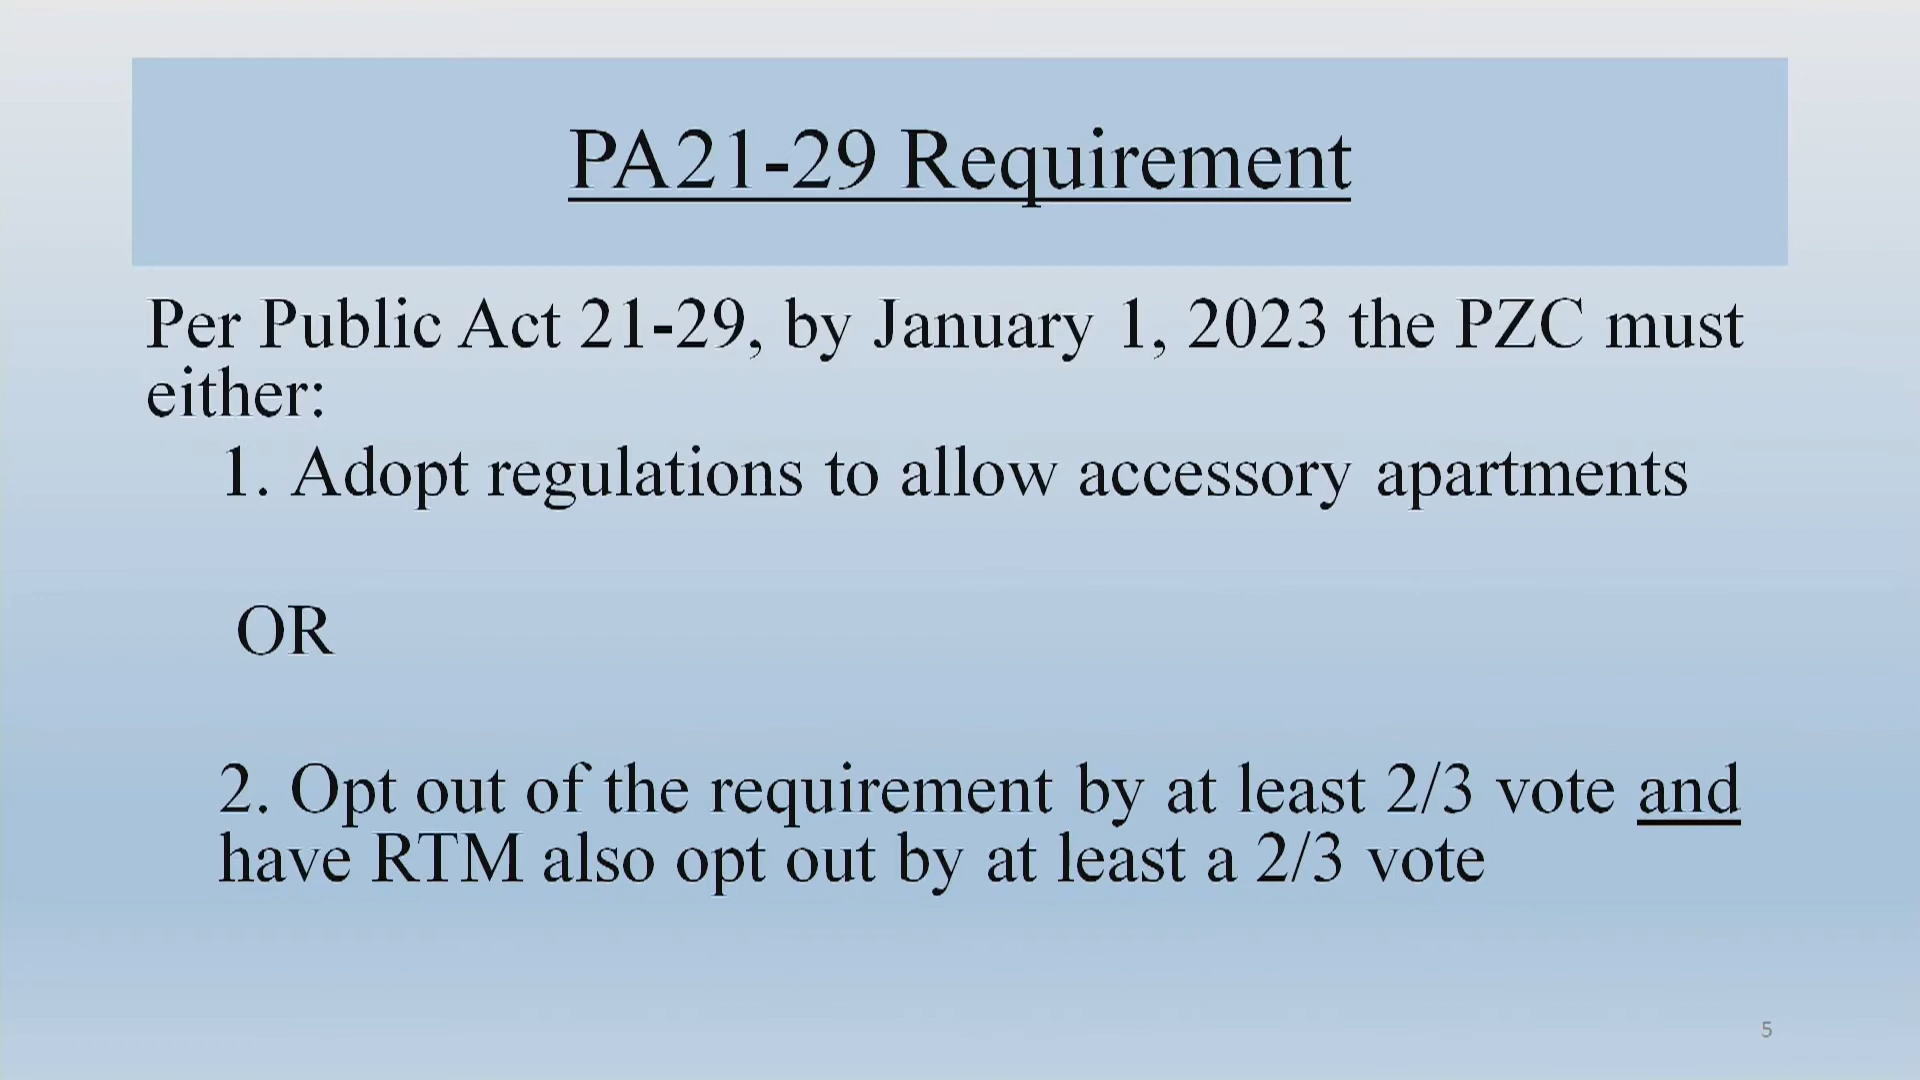 PA21-29 Requirement
Per Public Act 21-29, by January 1, 2023 the PZC must
either:
1. Adopt regulations to allow accessory apartments
OR
2. Opt out of the requirement by at least 2/3 vote and
have RTM also opt out by at least a 2/3 vote
5